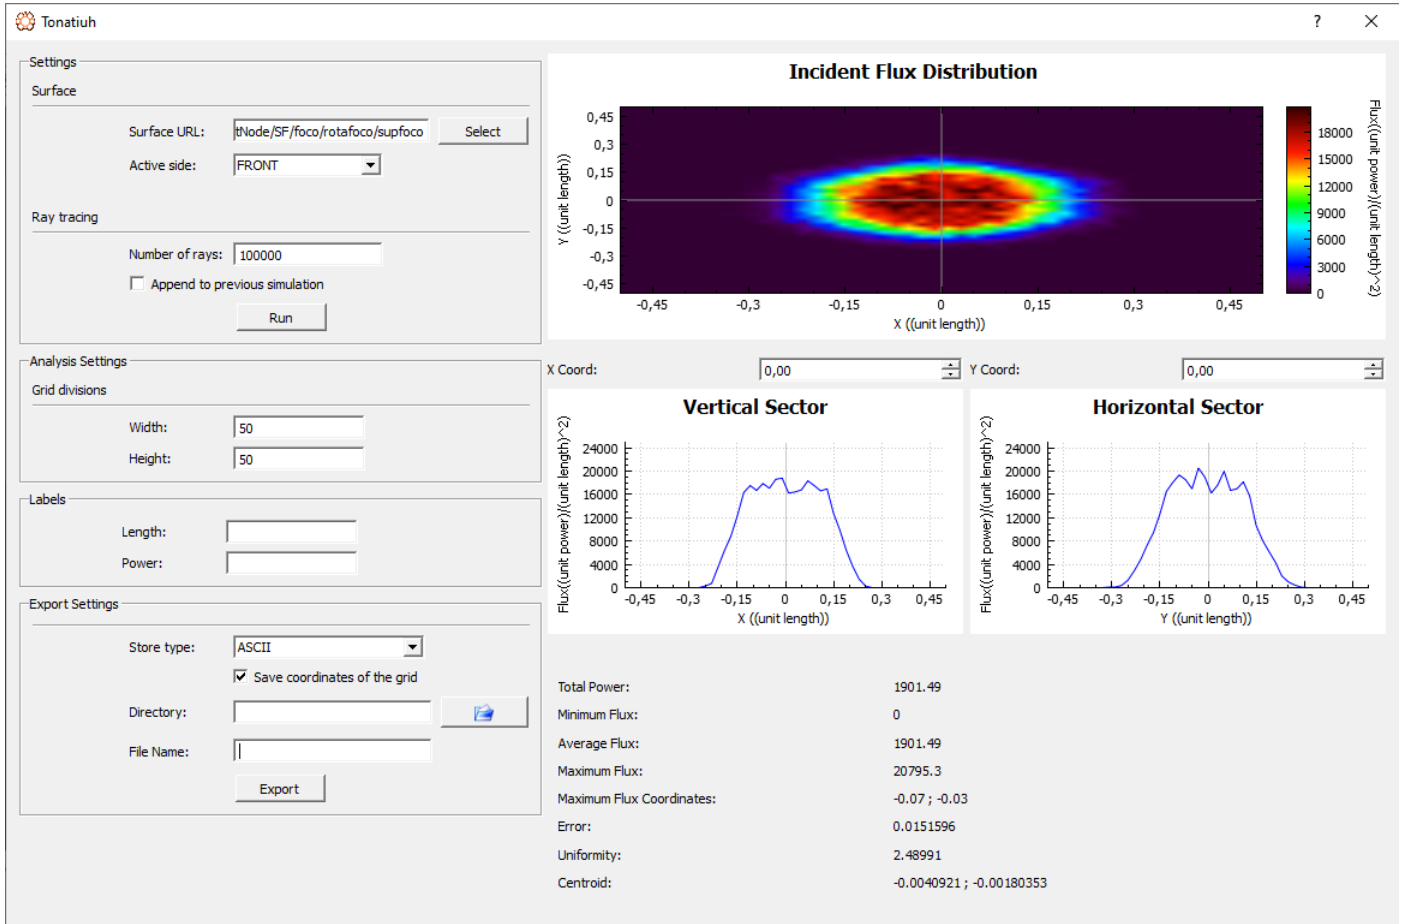 Tonatiuh
?
Settings
Surface
Surface URL: tNode/SF/foco/rotafoco/supfoco Select
Active side: FRONT
Ray tracing
Number of rays: 100000
Append to previous simulation
Run
Analysis Settings
Grid divisions
Width: 50
Height: 50
Labels
Length:
Power:
Export Settings
Store type: ASCII
Save coordinates of the grid
Directory:
File Name:
Export
Incident Flux Distribution
Y ((unit length))
0,45
0,3
0,15
0
-0,15
-0,3
-0,45
-0,45 -0,3 -0,15 0 0,15 0,3 0,45
X ((unit length))
18000
15000
12000
9000
6000
3000
0
Flux((unit power)/(unit length)^2)
X Coord: 0,00
Y Coord: 0,00
Vertical Sector
Flux((unit power)/(unit length)^2)
24000
20000
16000
12000
8000
4000
0
-0,45 -0,3 -0,15 0 0,15 0,3 0,45
X ((unit length))
Horizontal Sector
Flux((unit power)/(unit length)^2)
24000
20000
16000
12000
8000
4000
0
-0,45 -0,3 -0,15 0 0,15 0,3 0,45
Y ((unit length))
Total Power: 1901.49
Minimum Flux: 0
Average Flux: 1901.49
Maximum Flux: 20795.3
Maximum Flux Coordinates: -0.07 ; -0.03
Error: 0.0151596
Uniformity: 2.48991
Centroid: -0.0040921 ; -0.00180353